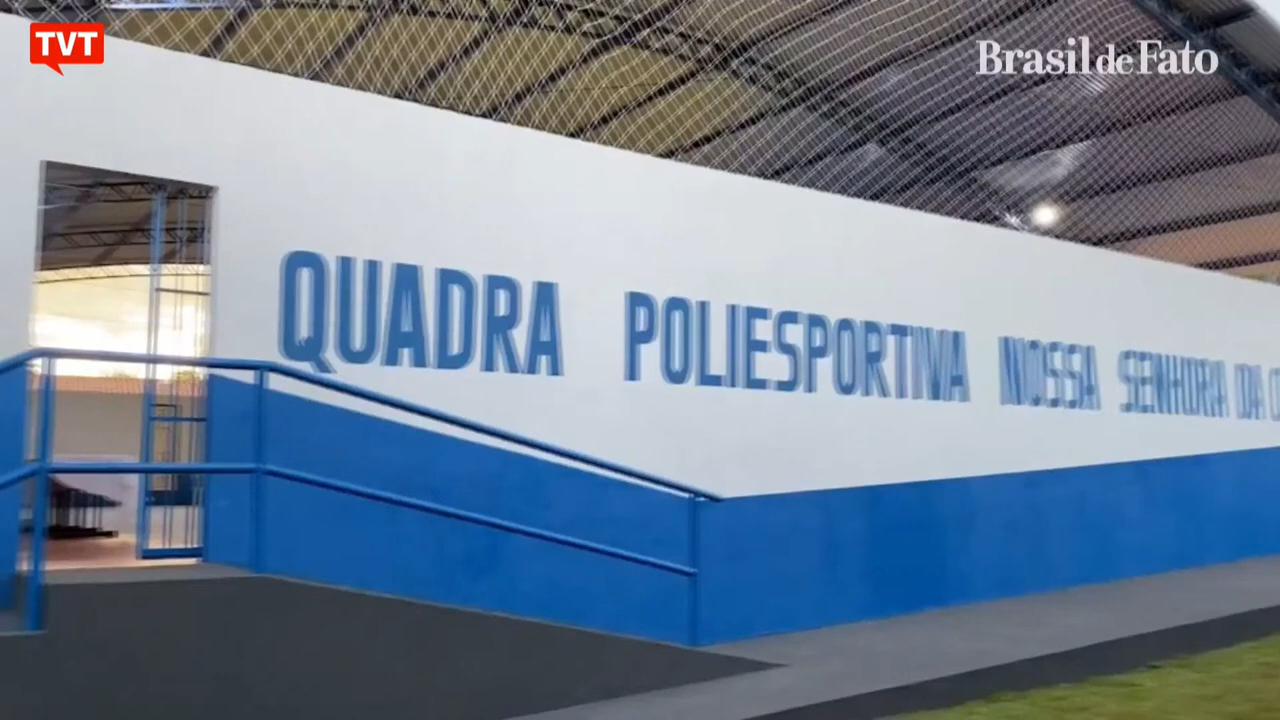 TVT
Brasil de Fato
QUADRA POLIESPORTIVA NOSSA SENHORA DA